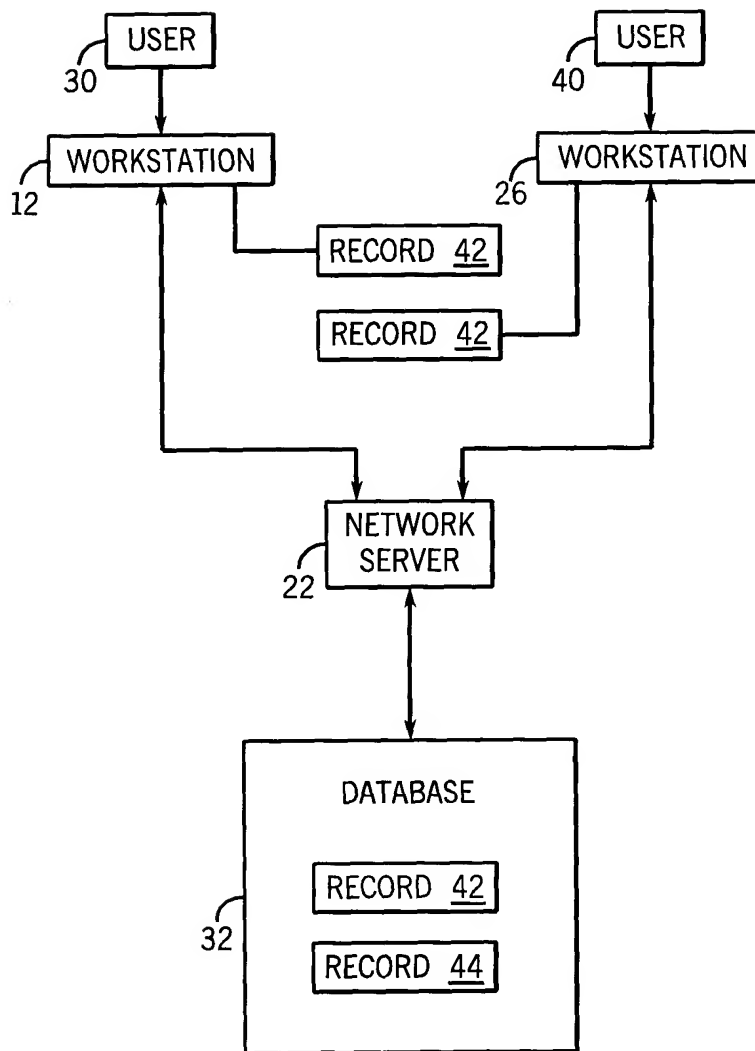 USER
30
USER
40
WORKSTATION
12
WORKSTATION
26
RECORD 42
RECORD 42
NETWORK
SERVER
22
DATABASE
RECORD 42
32
RECORD 44